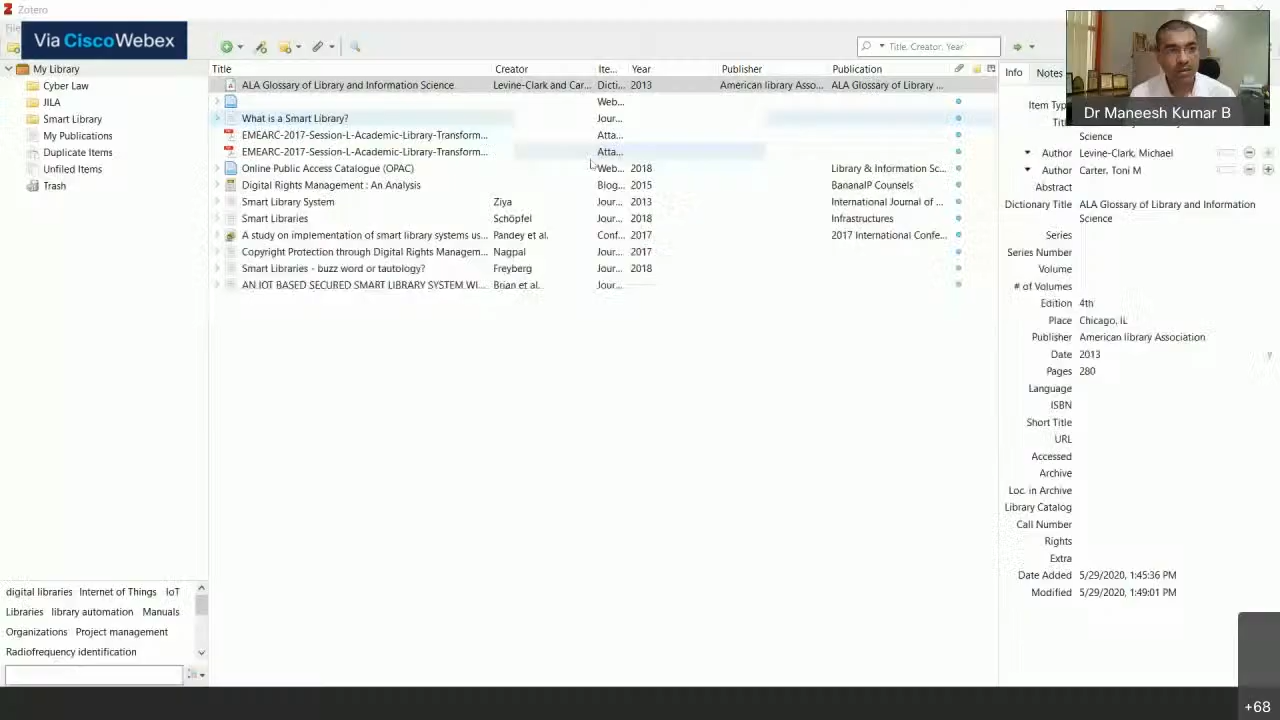 Zotero
Via Cisco Webex
Title, Creator, Year
My Library
Cyber Law
JILA
Smart Library
My Publications
Duplicate Items
Unfiled Items
Trash
Title Creator Ite... Year Publisher Publication
ALA Glossary of Library and Information Science Levine-Clark and Car... Dicti... 2013 American library Asso... ALA Glossary of Library ...
Web...
What is a Smart Library? Jour...
EMEARC-2017-Session-L-Academic-Library-Transform... Atta...
EMEARC-2017-Session-L-Academic-Library-Transform... Atta...
Online Public Access Catalogue (OPAC) Web... 2018 Library & Information Sc...
Digital Rights Management : An Analysis Blog... 2015 BananaIP Counsels
Smart Library System Ziya Jour... 2013 International Journal of ...
Smart Libraries Schöpfel Jour... 2018 Infrastructures
A study on implementation of smart library systems us... Pandey et al. Conf... 2017 2017 International Confe...
Copyright Protection through Digital Rights Managem... Nagpal Jour... 2017
Smart Libraries - buzz word or tautology? Freyberg Jour... 2018
AN IOT BASED SECURED SMART LIBRARY SYSTEM WI... Brian et al. Jour...
Info Notes
Dr Maneesh Kumar B
Item Typ
Titl
Science
Author Levine-Clark, Michael
Author Carter, Toni M
Abstract
Dictionary Title ALA Glossary of Library and Information
Science
Series
Series Number
Volume
# of Volumes
Edition 4th
Place Chicago, IL
Publisher American library Association
Date 2013
Pages 280
Language
ISBN
Short Title
URL
Accessed
Archive
Loc. in Archive
Library Catalog
Call Number
Rights
Extra
Date Added 5/29/2020, 1:45:36 PM
Modified 5/29/2020, 1:49:01 PM
digital libraries Internet of Things IoT
Libraries library automation Manuals
Organizations Project management
Radiofrequency identification
+68